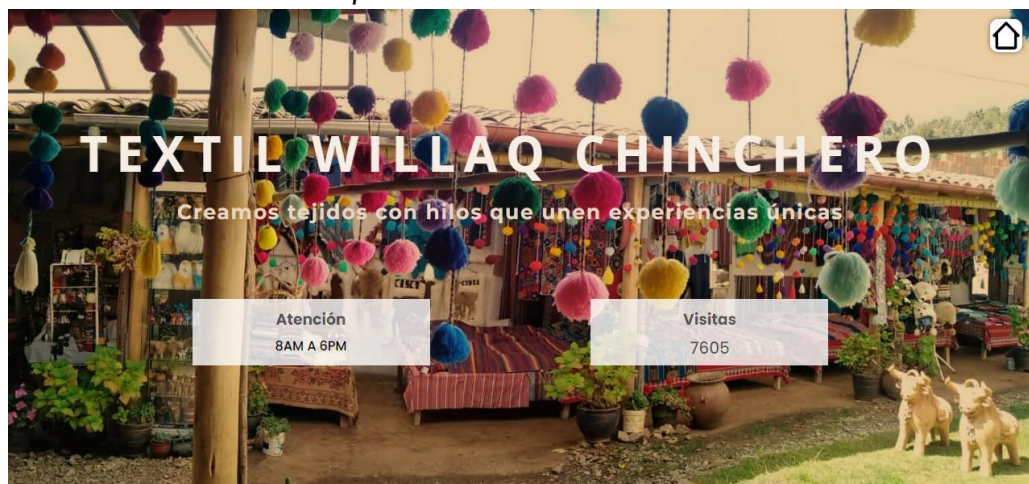 TEXTIL WILLAQ CHINCHERO
Creamos tejidos con hilos que unen experiencias únicas
Atención
8AM A 6PM
Visitas
7605